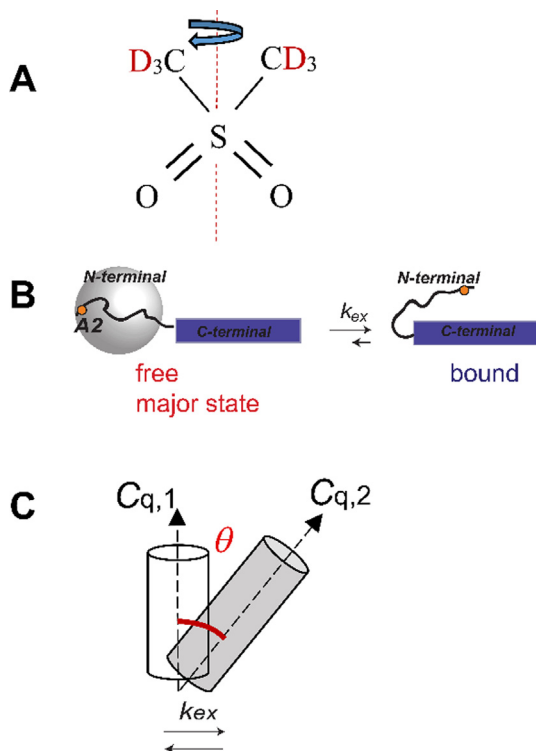 A
D3C CD3
S
O O
B
N-terminal
A2
C-terminal
kex
N-terminal
C-terminal
free
major state
bound
C
Cq,1 Cq,2
θ
kex